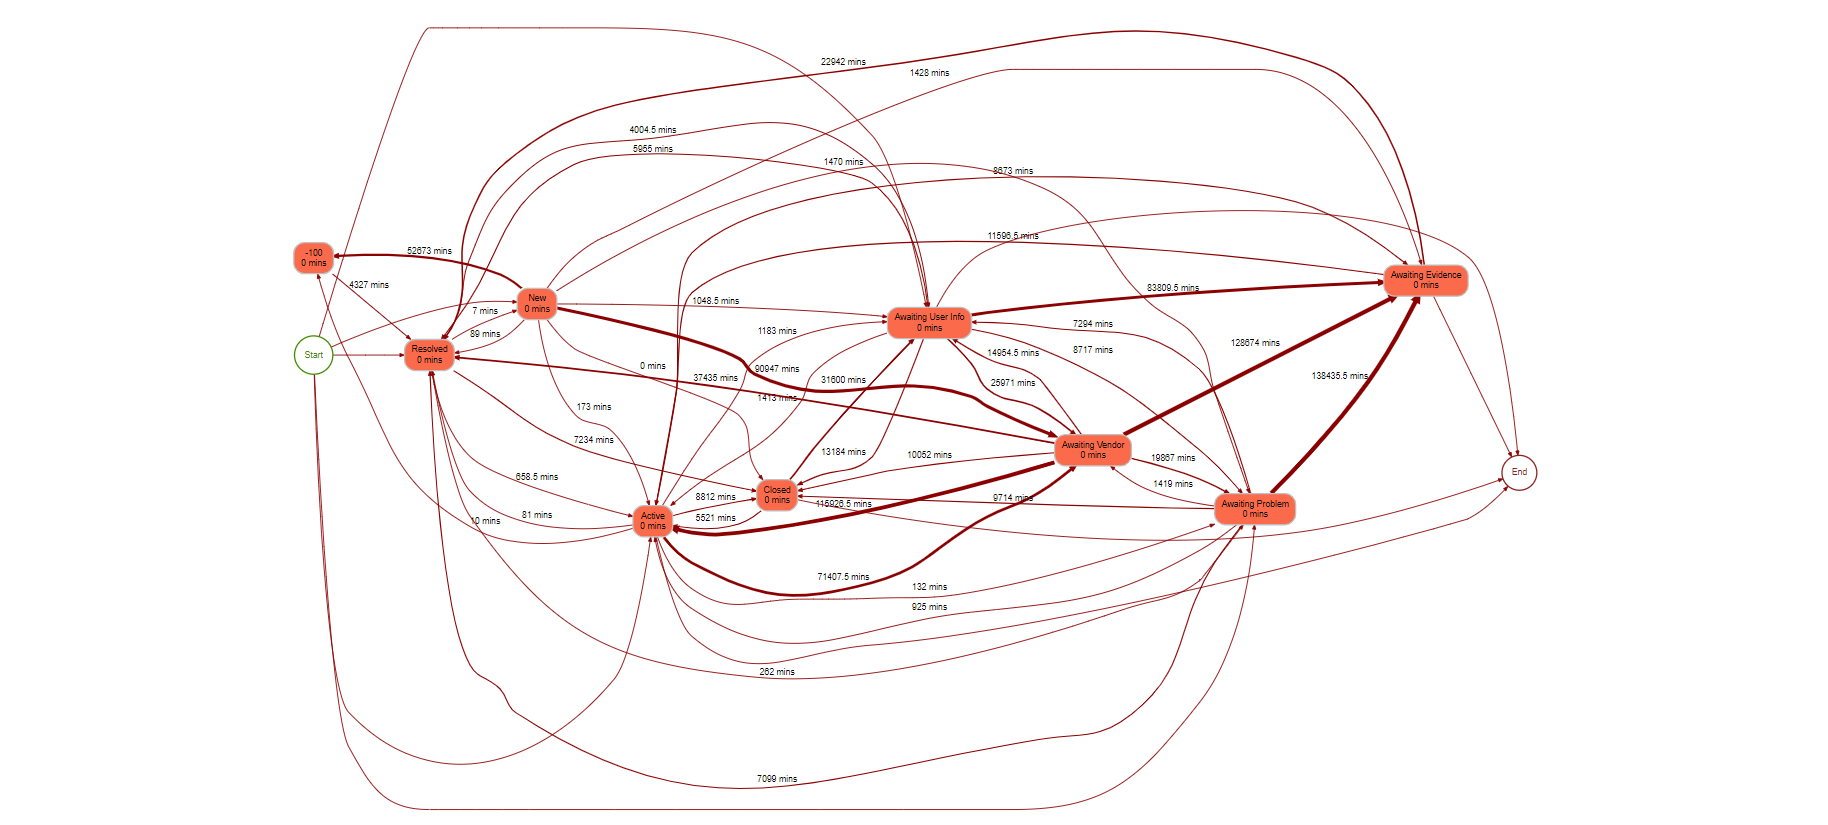 22942 mins
1428 mins
4004.5 mins
5955 mins
1470 mins
8673 mins
11596.5 mins
52673 mins
-100
0 mins
4327 mins
New
0 mins
7 mins
89 mins
1048.5 mins
83809.5 mins
Awaiting Evidence
0 mins
Awaiting User Info
0 mins
7294 mins
8717 mins
128674 mins
1183 mins
Start
Resolved
0 mins
0 mins
90947 mins
37435 mins
31600 mins
1413 mins
14954.5 mins
25971 mins
138435.5 mins
173 mins
7234 mins
13184 mins
10052 mins
Awaiting Vendor
0 mins
19867 mins
1419 mins
End
658.5 mins
8812 mins
5521 mins
Closed
0 mins
115926.5 mins
9714 mins
Awaiting Problem
0 mins
81 mins
10 mins
Active
0 mins
71407.5 mins
132 mins
925 mins
262 mins
7099 mins